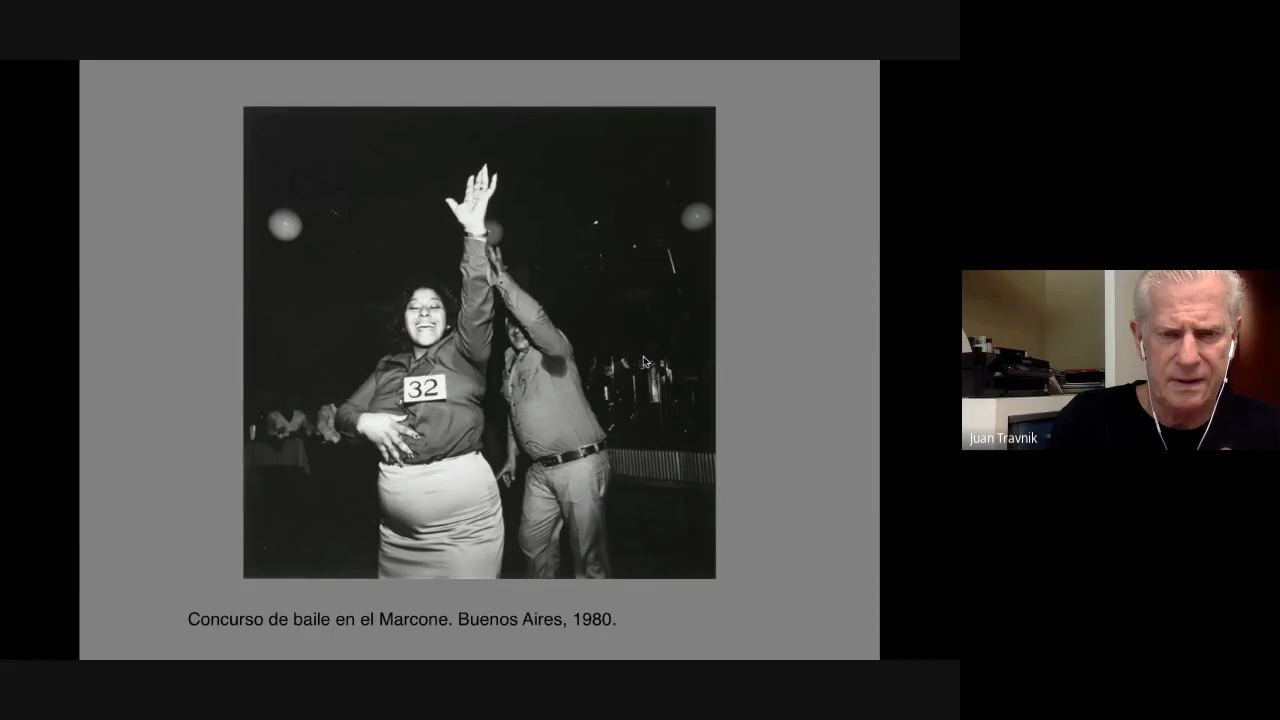 32
Concurso de baile en el Marcone. Buenos Aires, 1980.
Juan Travnik